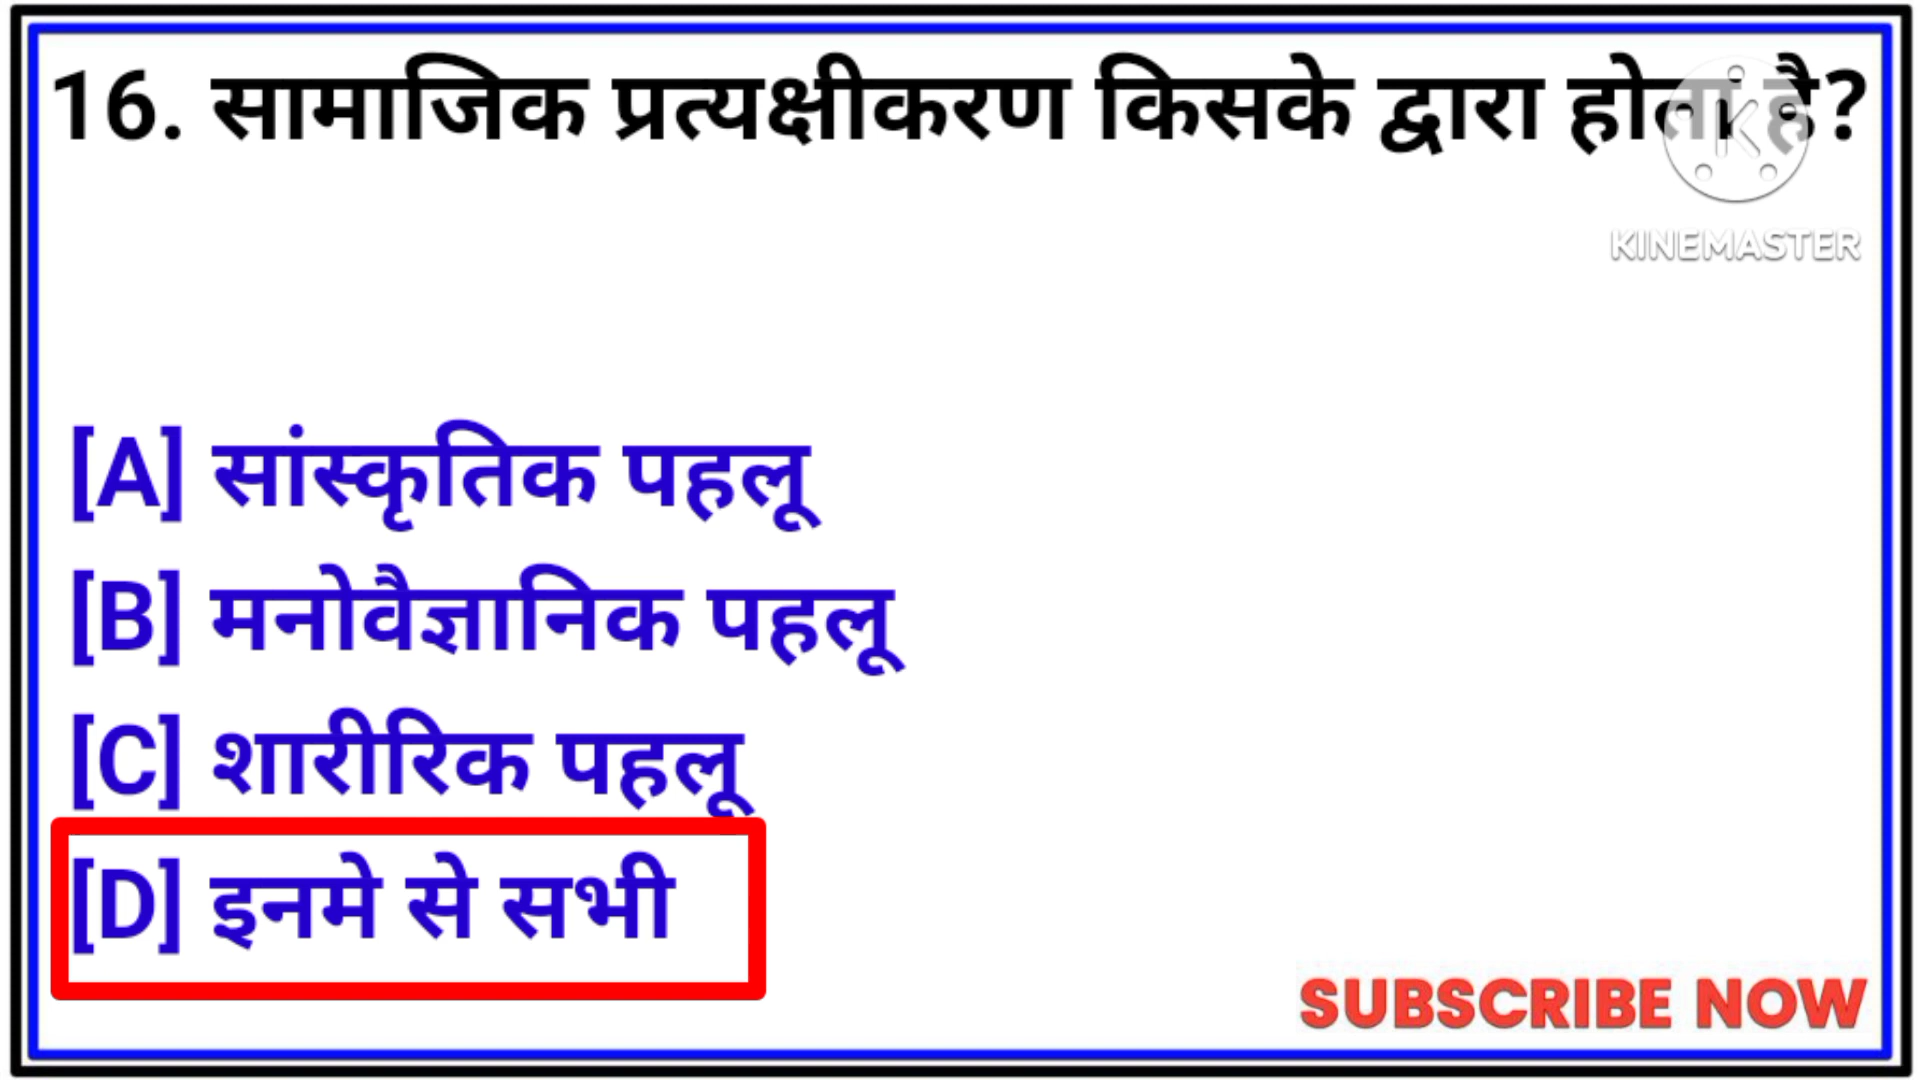 16. सामाजिक प्रत्यक्षीकरण किसके द्वारा होता है?
KINEMASTER
[A] सांस्कृतिक पहलू
[B] मनोवैज्ञानिक पहलू
[C] शारीरिक पहलू
[D] इनमे से सभी
SUBSCRIBE NOW